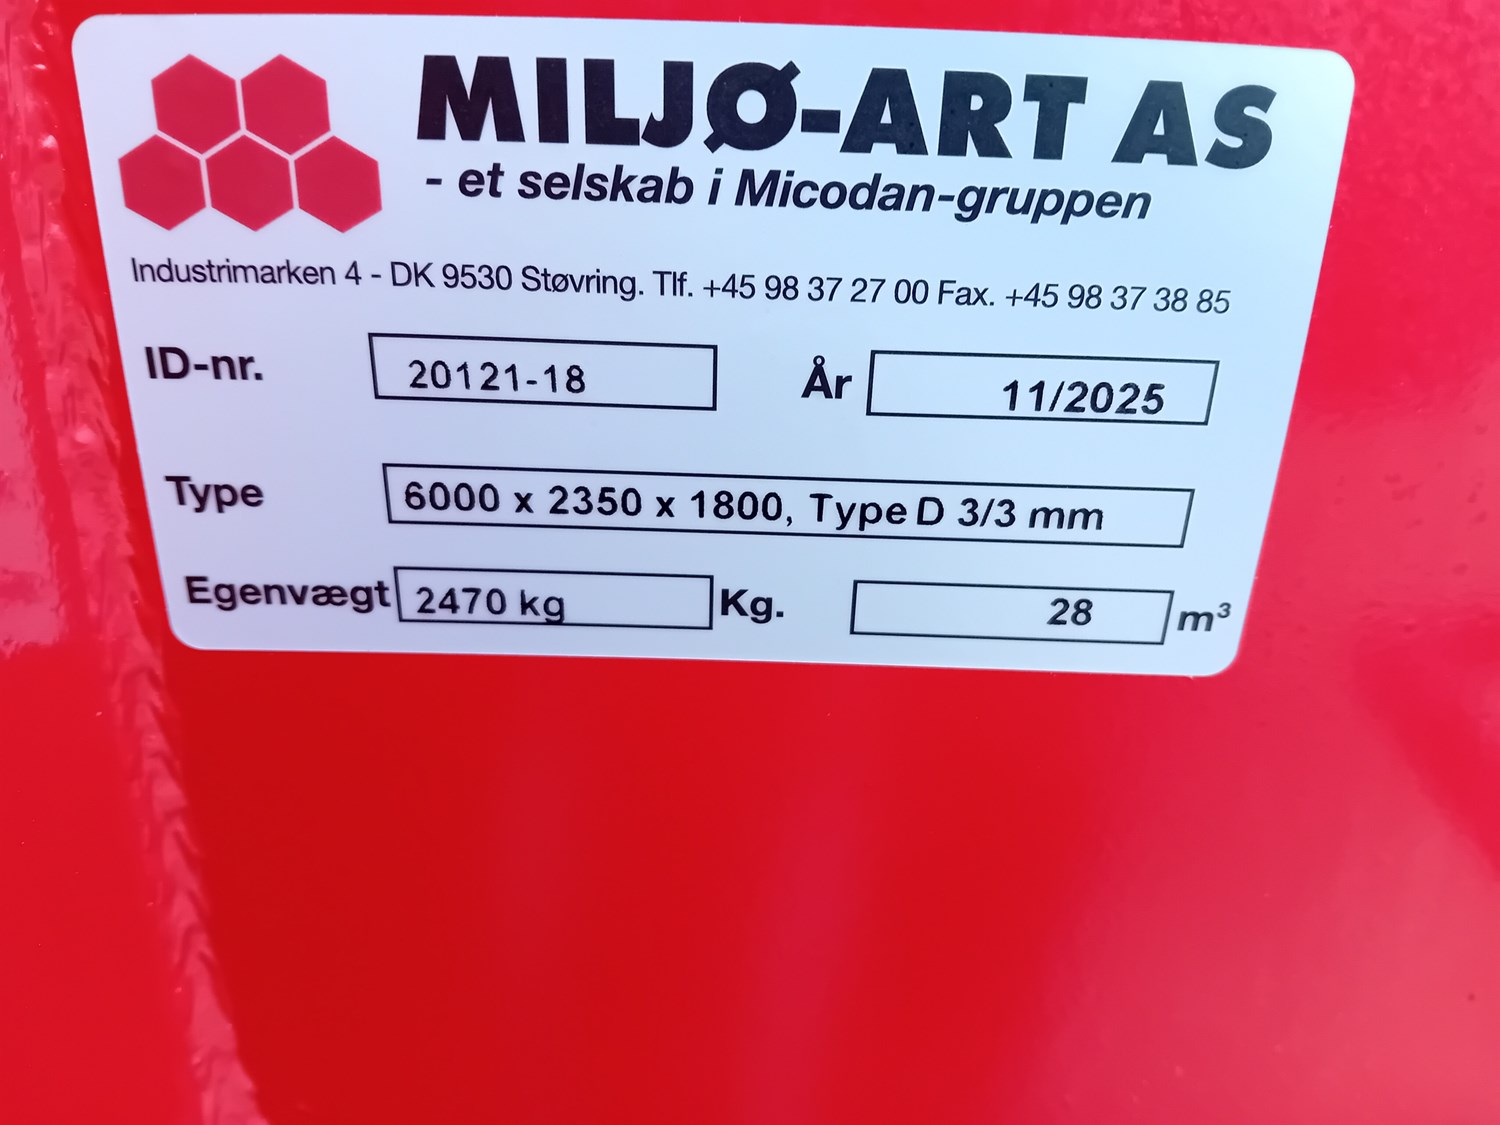 MILJØ-ART AS
- et selskab i Micodan-gruppen
Industrimarken 4 - DK 9530 Støvring. Tlf. +45 98 37 27 00 Fax. +45 98 37 38 85
ID-nr. 20121-18 År 11/2025
Type 6000 x 2350 x 1800, Type D 3/3 mm
Egenvægt 2470 kg Kg. 28 m³